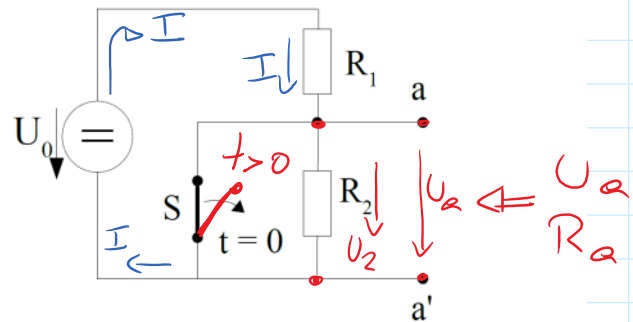 I
I
R1
a
U0
=
t>0
S
R2
Ua
⇐
Ua
Ra
U2
I
t = 0
a'